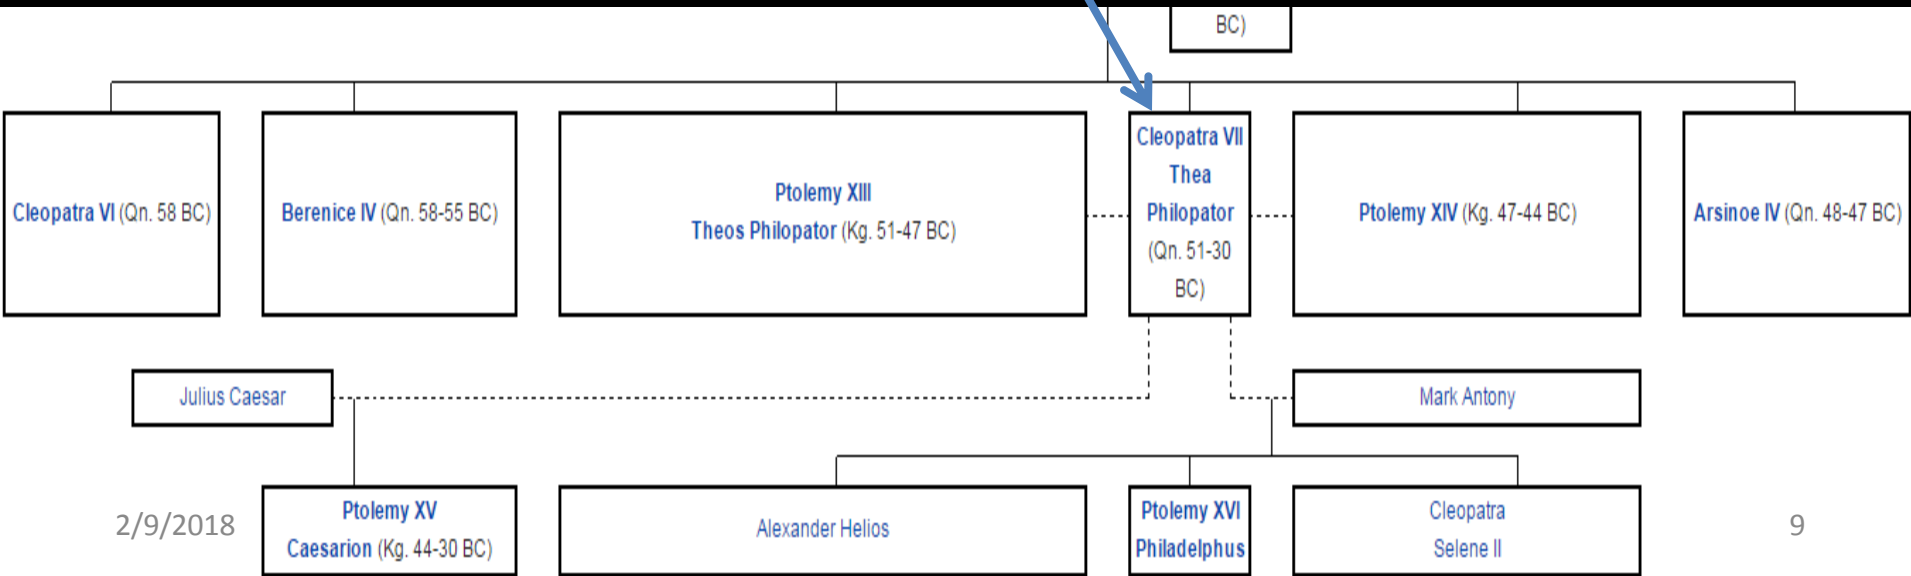 BC)
Cleopatra VI (Qn. 58 BC)
Berenice IV (Qn. 58-55 BC)
Ptolemy XIII
Theos Philopator (Kg. 51-47 BC)
Cleopatra VII
Thea
Philopator
(Qn. 51-30
BC)
Ptolemy XIV (Kg. 47-44 BC)
Arsinoe IV (Qn. 48-47 BC)
Julius Caesar
Mark Antony
2/9/2018
Ptolemy XV
Caesarion (Kg. 44-30 BC)
Alexander Helios
Ptolemy XVI
Philadelphus
Cleopatra
Selene II
9